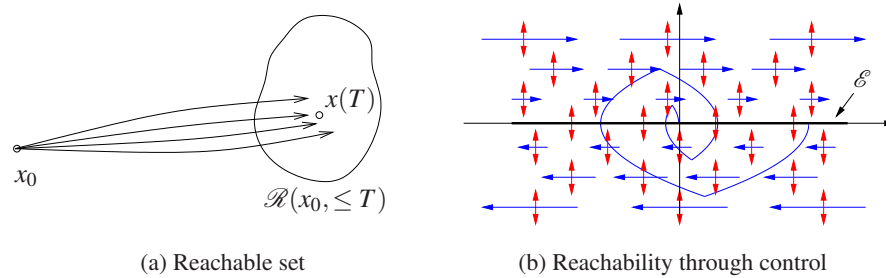 x(T)
x₀
ℛ(x₀, ≤ T)
(a) Reachable set
ℰ
(b) Reachability through control